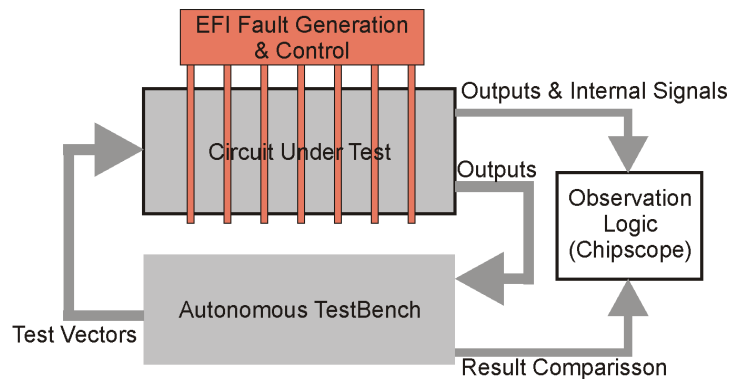 EFI Fault Generation
& Control
Outputs & Internal Signals
Circuit Under Test
Outputs
Observation
Logic
(Chipscope)
Autonomous TestBench
Test Vectors
Result Comparisson